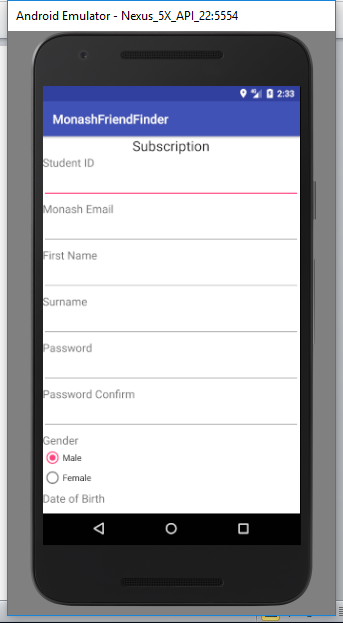 Android Emulator - Nexus_5X_API_22:5554
2:33
MonashFriendFinder
Subscription
Student ID
Monash Email
First Name
Surname
Password
Password Confirm
Gender
Male
Female
Date of Birth